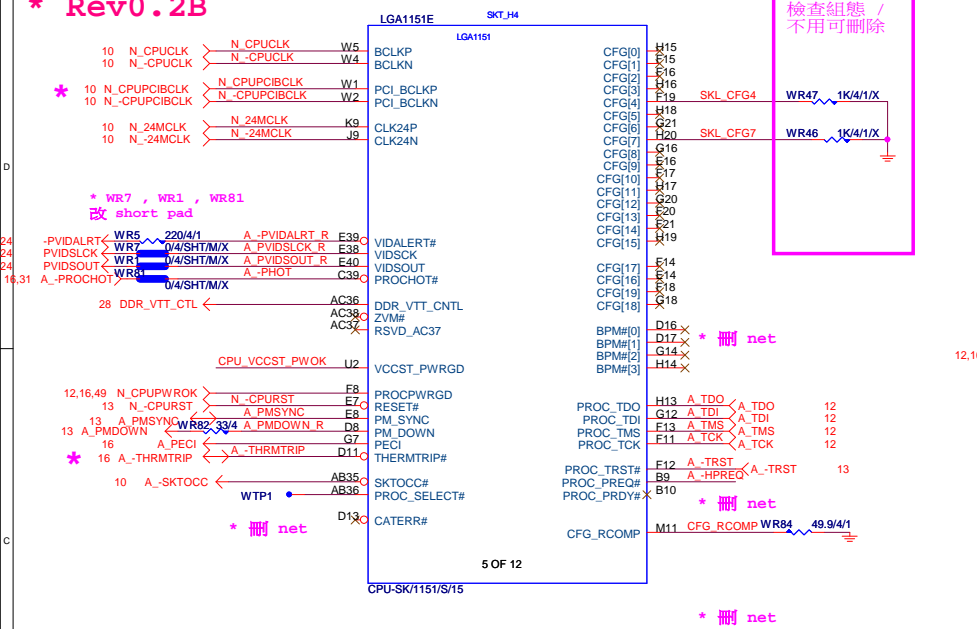 * Rev0.2B
LGA1151E
SKT_H4
LGA1151
檢查組態 /
不用可刪除
10 N_CPUCLK N_CPUCLK W5 BCLKP
10 N_-CPUCLK N_-CPUCLK W4 BCLKN
* 10 N_CPUPCIBCLK N_CPUPCIBCLK W1 PCI_BCLKP
10 N_-CPUPCIBCLK N_-CPUPCIBCLK W2 PCI_BCLKN
10 N_24MCLK N_24MCLK K9 CLK24P
10 N_-24MCLK N_-24MCLK J9 CLK24N
D
* WR7 , WR1 , WR81
改 short pad
24 -PVIDALRT WR5 220/4/1 A_-PVIDALRT_R E39 VIDALERT#
24 PVIDSLCK WR7 0/4/SHT/M/X A_PVIDSLCK_R E38 VIDSCK
24 PVIDSOUT WR1 0/4/SHT/M/X A_PVIDSOUT_R E40 VIDSOUT
16,31 A_-PROCHOT WR81 0/4/SHT/M/X A_-PHOT C39 PROCHOT#
28 DDR_VTT_CTL AC36 DDR_VTT_CNTL
AC38 ZVM#
AC37 RSVD_AC37
CPU_VCCST_PWOK U2 VCCST_PWRGD
12,16,49 N_CPUPWROK F8 PROCPWRGD
13 N_-CPURST N_-CPURST E7 RESET#
13 A_PMSYNC A_PMSYNC E8 PM_SYNC
13 A_PMDOWN WR82 33/4 A_PMDOWN_R D8 PM_DOWN
16 A_PECI A_PECI G7 PECI
* 16 A_-THRMTRIP A_-THRMTRIP D11 THERMTRIP#
10 A_-SKTOCC AB35 SKTOCC#
WTP1 AB36 PROC_SELECT#
* 刪 net
D13 CATERR#
C
CFG[0] H15
CFG[1] F15
CFG[2] F16
CFG[3] H16
CFG[4] F19 SKL_CFG4 WR47 1K/4/1/X
CFG[5] H18
CFG[6] G21
CFG[7] H20 SKL_CFG7 WR46 1K/4/1/X
CFG[8] G16
CFG[9] E16
CFG[10] F17
CFG[11] H17
CFG[12] G20
CFG[13] F20
CFG[14] F21
CFG[15] H19
CFG[17] F14
CFG[16] E14
CFG[19] F18
CFG[18] G18
BPM#[0] D16
BPM#[1] D17
BPM#[2] G14
BPM#[3] H14
* 刪 net
12,1
PROC_TDO H13 A_TDO A_TDO 12
PROC_TDI G12 A_TDI A_TDI 12
PROC_TMS F13 A_TMS A_TMS 12
PROC_TCK F11 A_TCK A_TCK 12
PROC_TRST# F12 A_-TRST A_-TRST 13
PROC_PREQ# B9 A_-HPREQ
PROC_PRDY# B10
* 刪 net
CFG_RCOMP M11 CFG_RCOMP WR84 49.9/4/1
5 OF 12
CPU-SK/1151/S/15
* 刪 net